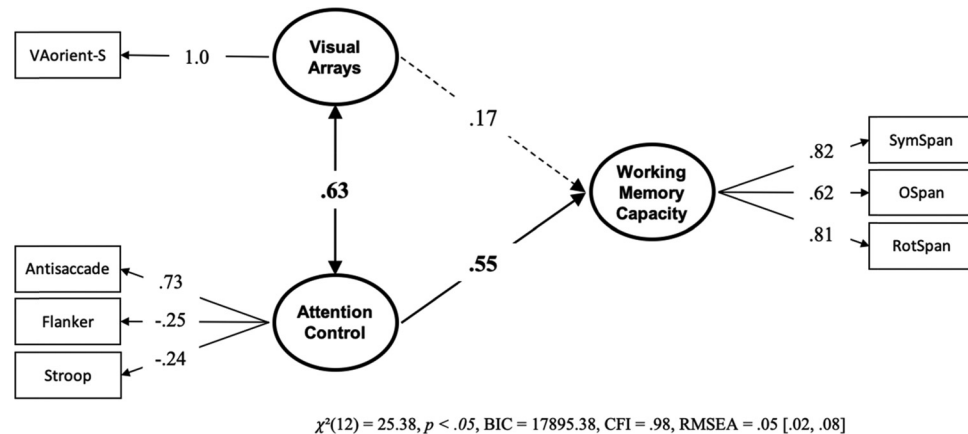 Visual
Arrays
VAorient-S
1.0
.17
SymSpan
.82
Working
Memory
Capacity
.62
OSpan
.63
.81
RotSpan
Antisaccade
.73
.55
Flanker
-.25
Attention
Control
Stroop
-.24
χ²(12) = 25.38, p < .05, BIC = 17895.38, CFI = .98, RMSEA = .05 [.02, .08]